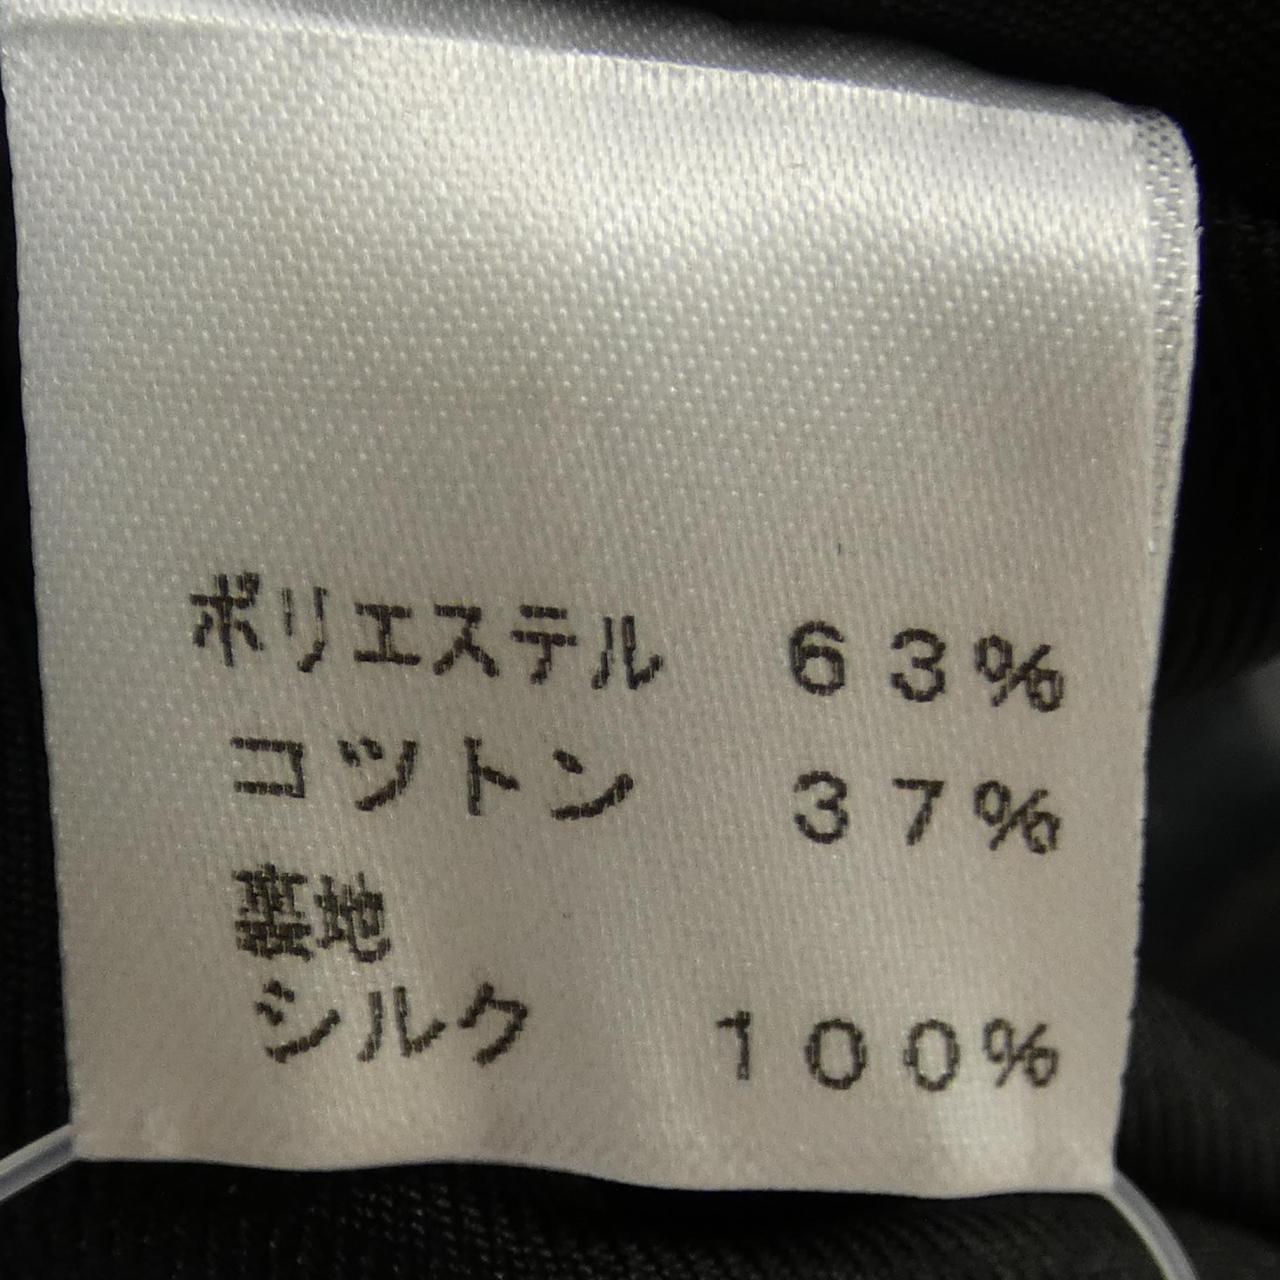 ポリエステル 63%
コットン 37%
裏地
シルク 100%